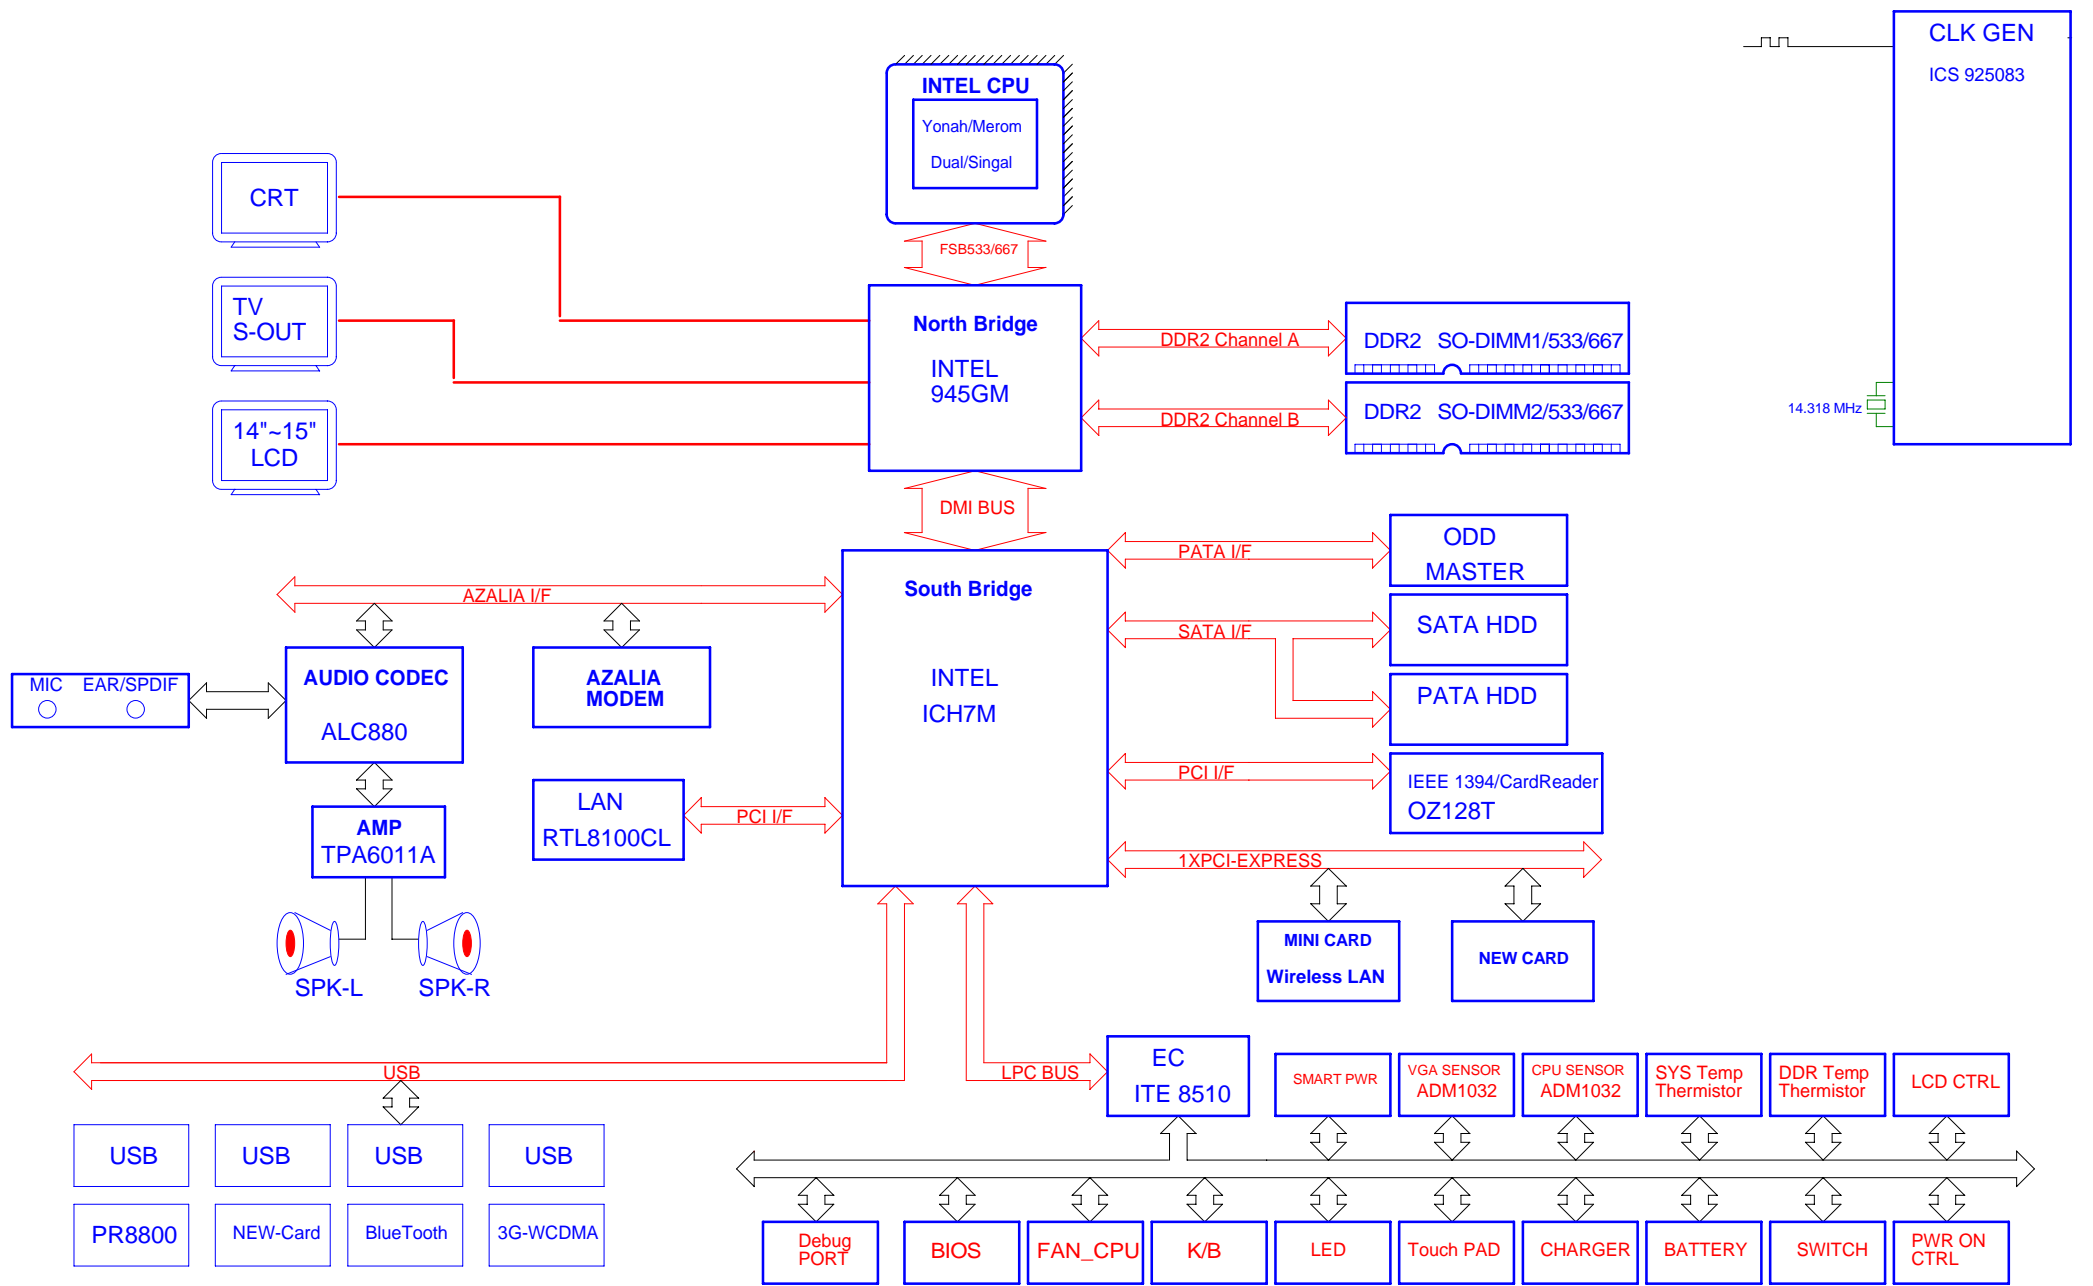 CLK GEN
ICS 925083
INTEL CPU
Yonah/Merom
Dual/Singal
CRT
FSB533/667
TV
S-OUT
North Bridge
INTEL
945GM
DDR2 Channel A
DDR2 SO-DIMM1/533/667
DDR2 Channel B
DDR2 SO-DIMM2/533/667
14.318 MHz
14"~15"
LCD
DMI BUS
PATA I/F
ODD
MASTER
South Bridge
INTEL
ICH7M
AZALIA I/F
SATA I/F
SATA HDD
PATA HDD
MIC EAR/SPDIF
AUDIO CODEC
ALC880
AZALIA
MODEM
PCI I/F
IEEE 1394/CardReader
OZ128T
LAN
RTL8100CL
PCI I/F
AMP
TPA6011A
1XPCI-EXPRESS
MINI CARD
Wireless LAN
NEW CARD
SPK-L
SPK-R
USB
LPC BUS
EC
ITE 8510
SMART PWR
VGA SENSOR
ADM1032
CPU SENSOR
ADM1032
SYS Temp
Thermistor
DDR Temp
Thermistor
LCD CTRL
USB
USB
USB
USB
PR8800
NEW-Card
BlueTooth
3G-WCDMA
Debug
PORT
BIOS
FAN_CPU
K/B
LED
Touch PAD
CHARGER
BATTERY
SWITCH
PWR ON
CTRL